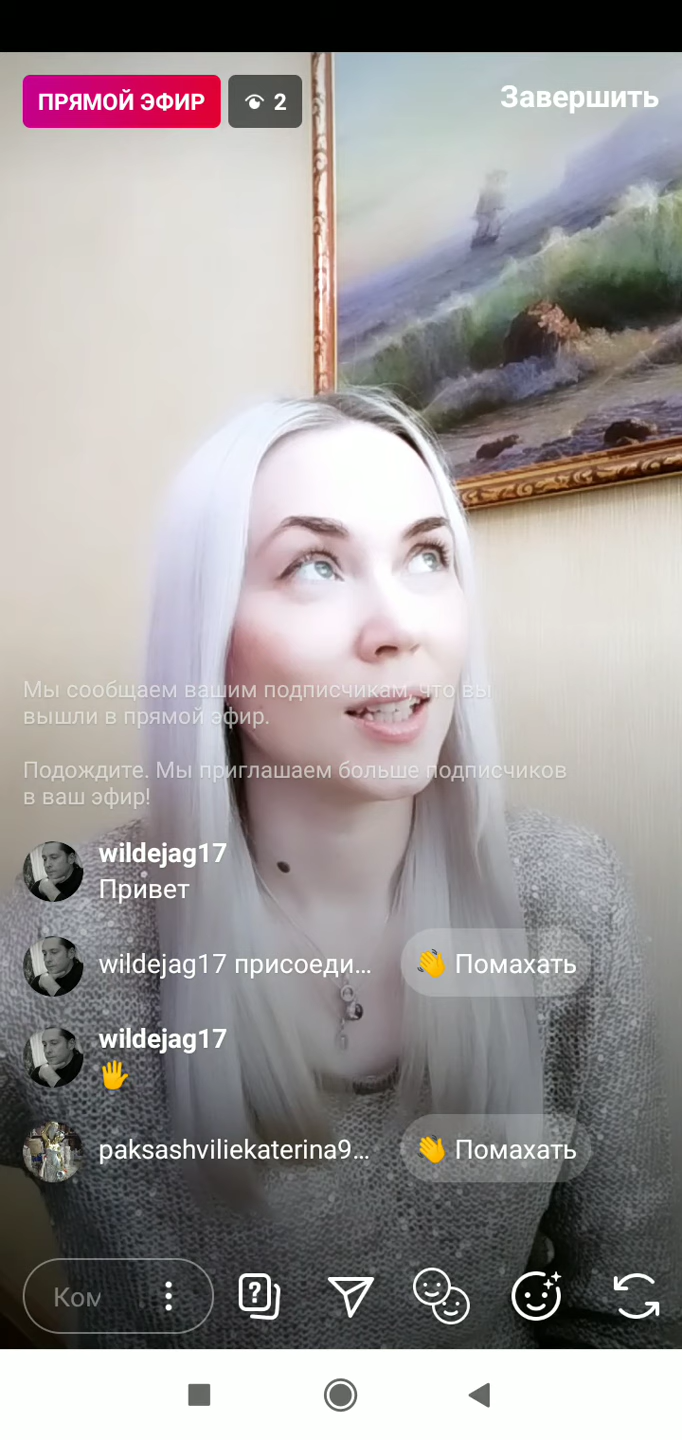 ПРЯМОЙ ЭФИР
2
Завершить
Мы сообщаем вашим подписчикам, что вы
вышли в прямой эфир.
Подождите. Мы приглашаем больше подписчиков
в ваш эфир!
wildejag17
Привет
wildejag17 присоеди... 👋 Помахать
wildejag17
🖐
paksashviliekaterina9... 👋 Помахать
Ком